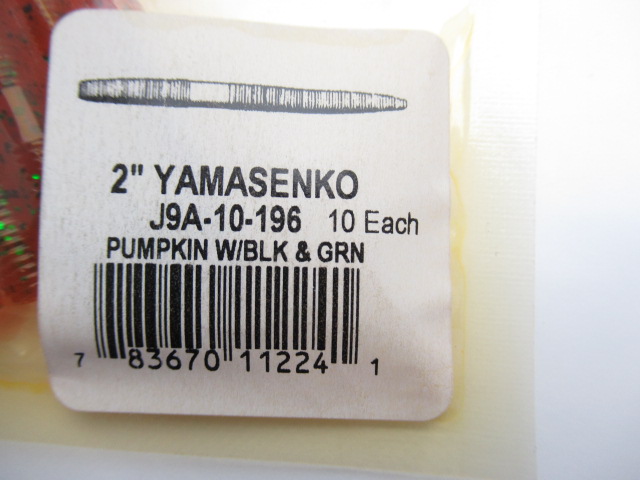 2" YAMASENKO
J9A-10-196 10 Each
PUMPKIN W/BLK & GRN
7 83670 11224 1